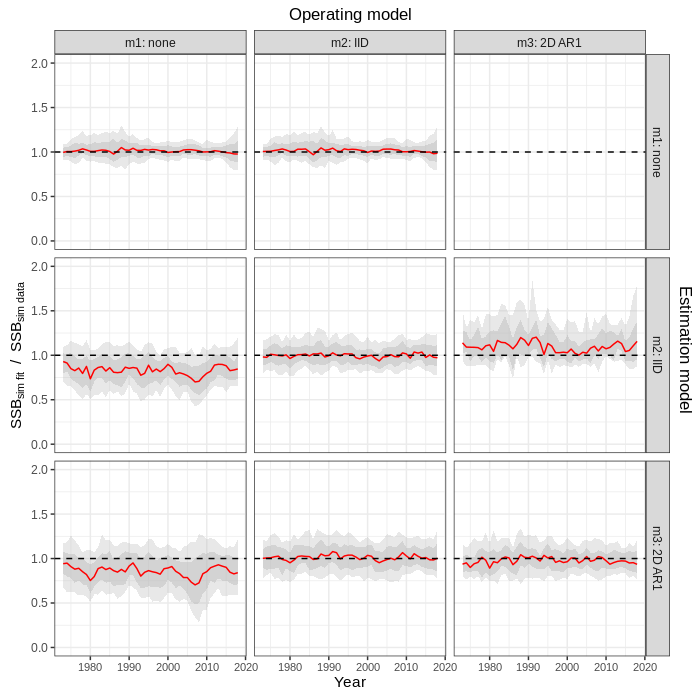 Operating model
m1: none m2: IID m3: 2D AR1
2.0
1.5
1.0
0.5
0.0
m1: none
2.0
1.5
1.0
0.5
0.0
m2: IID
2.0
1.5
1.0
0.5
0.0
m3: 2D AR1
SSBsim fit / SSBsim data
Estimation model
1980 1990 2000 2010 2020 1980 1990 2000 2010 2020 1980 1990 2000 2010 2020
Year